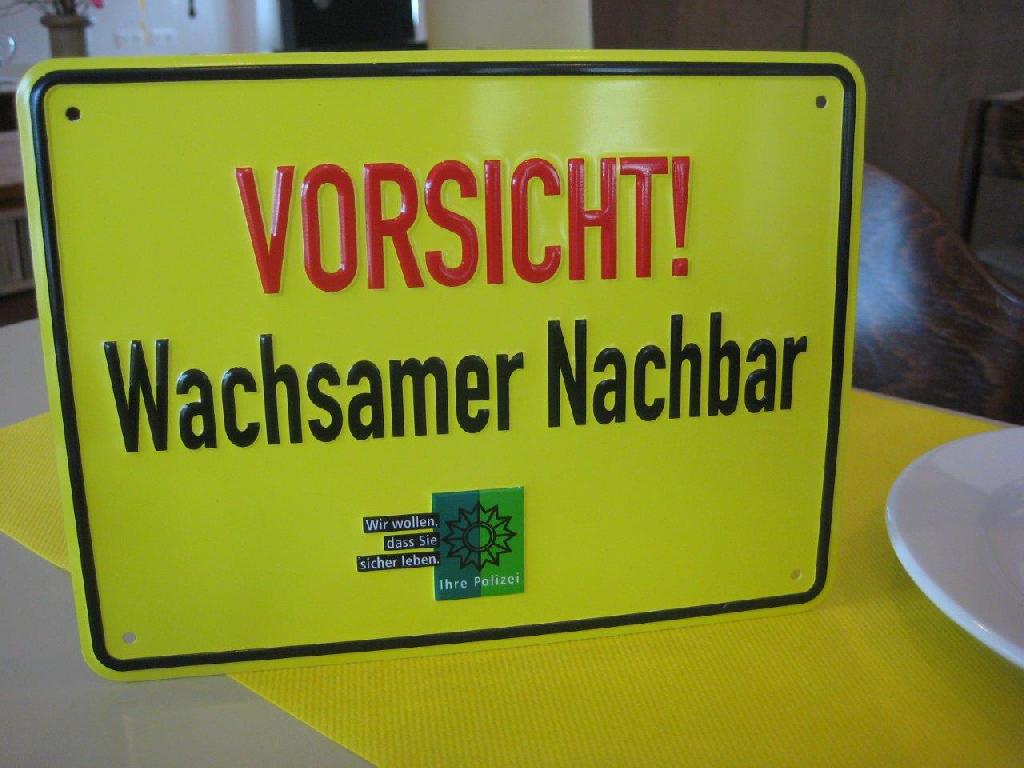 VORSICHT!
Wachsamer Nachbar
Wir wollen,
dass Sie
sicher leben.
Ihre Polizei